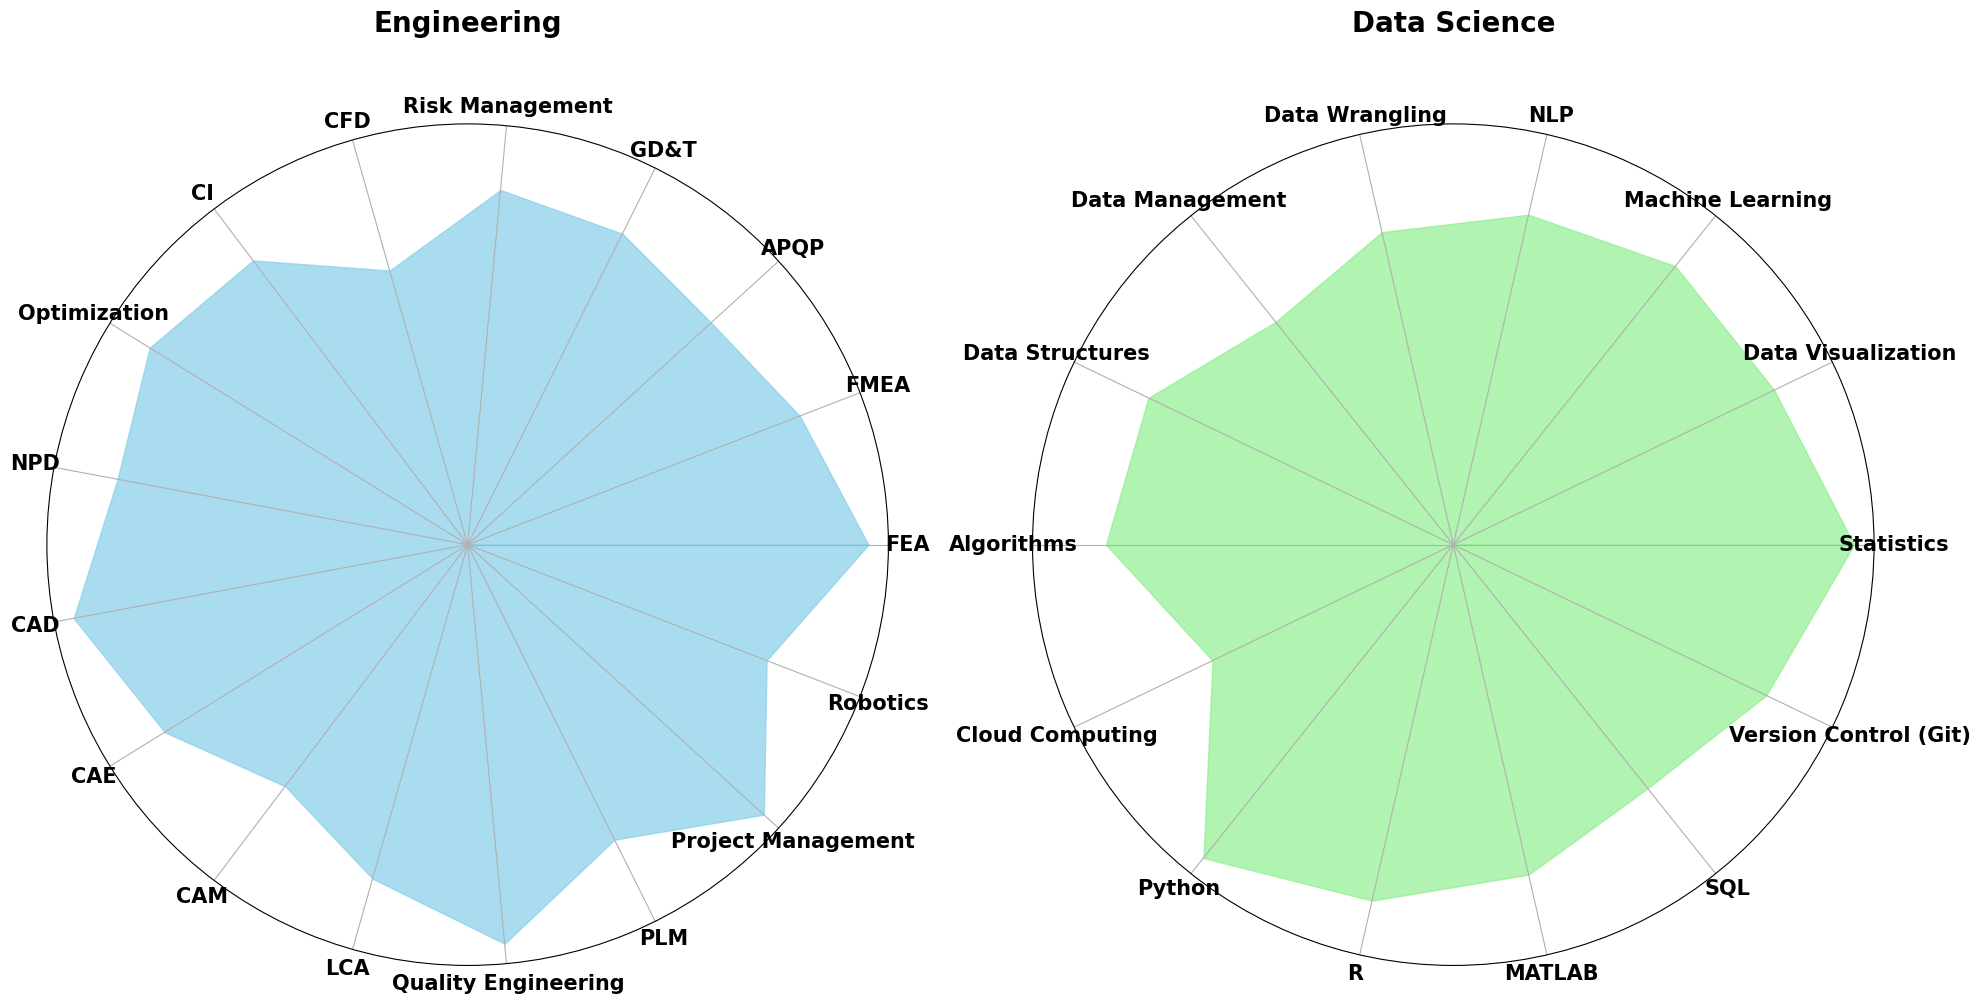 Engineering
Data Science
Risk Management
CFD
GD&T
CI
APQP
Optimization
FMEA
NPD
FEA
CAD
Robotics
CAE
Project Management
CAM
PLM
LCA
Quality Engineering
Data Wrangling
NLP
Data Management
Machine Learning
Data Structures
Data Visualization
Algorithms
Statistics
Cloud Computing
Version Control (Git)
Python
SQL
R
MATLAB